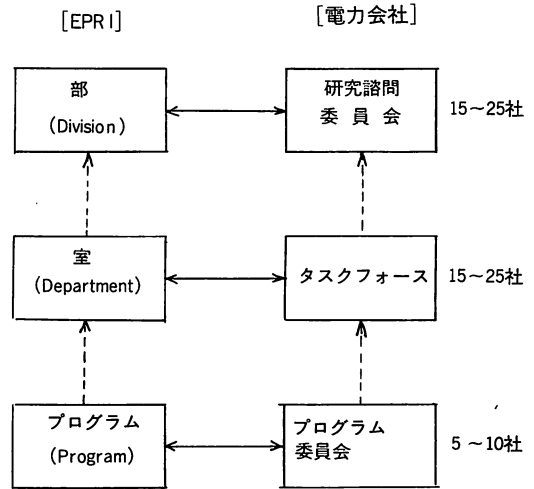 [EPRI]
[電力会社]
部
(Division)
研究諮問
委員会
15~25社
室
(Department)
タスクフォース
15~25社
プログラム
(Program)
プログラム
委員会
5~10社